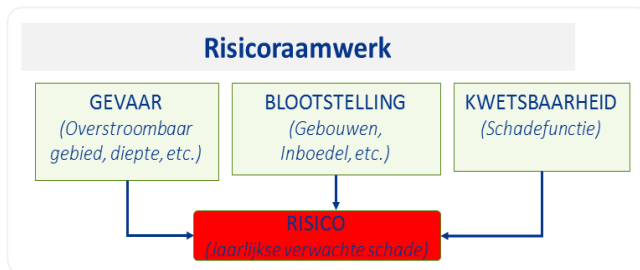 Risicoraamwerk
GEVAAR
(Overstroombaar
gebied, diepte, etc.)
BLOOTSTELLING
(Gebouwen,
Inboedel, etc.)
KWETSBAARHEID
(Schadefunctie)
RISICO
(Jaarlijkse verwachte schade)